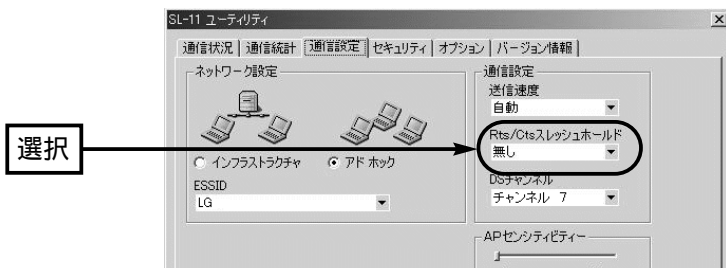 SL-11 ユーティリティ
通信状況 通信統計 通信設定 セキュリティ オプション バージョン情報
ネットワーク設定
インフラストラクチャ アド ホック
ESSID
LG
通信設定
送信速度
自動
Rts/Ctsスレッシュホールド
無し
DSチャンネル
チャンネル 7
APセンシティビティー
選択